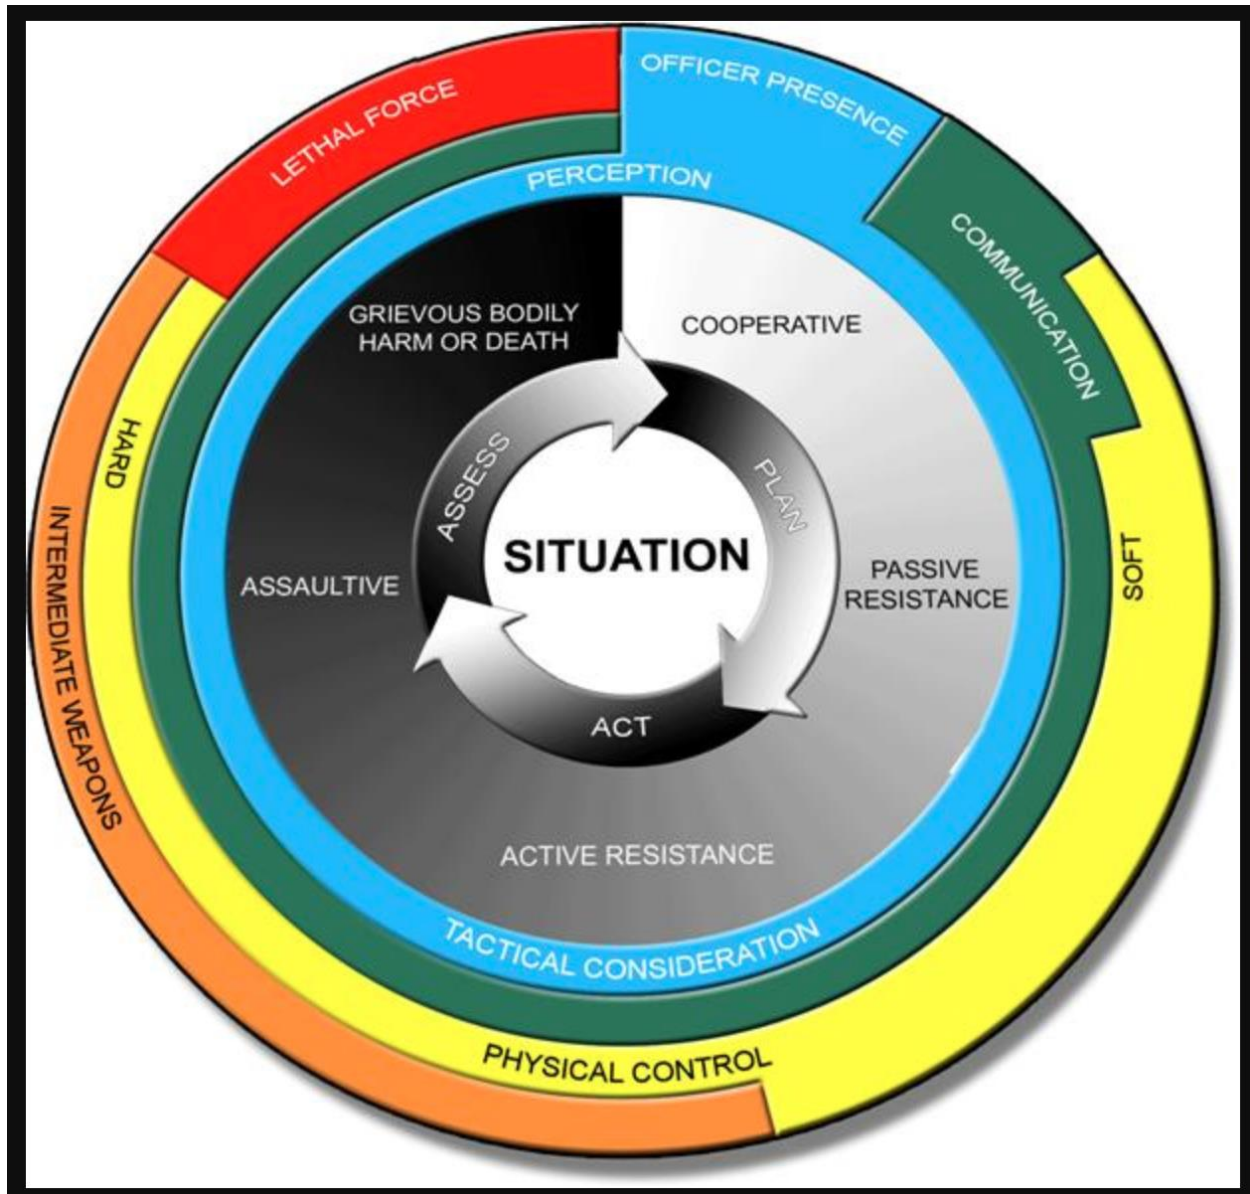 OFFICER PRESENCE
LETHAL FORCE
PERCEPTION
COMMUNICATION
GRIEVOUS BODILY
HARM OR DEATH
COOPERATIVE
HARD
ASSESS
PLAN
SITUATION
SOFT
INTERMEDIATE WEAPONS
ASSAULTIVE
PASSIVE
RESISTANCE
ACT
ACTIVE RESISTANCE
TACTICAL CONSIDERATION
PHYSICAL CONTROL